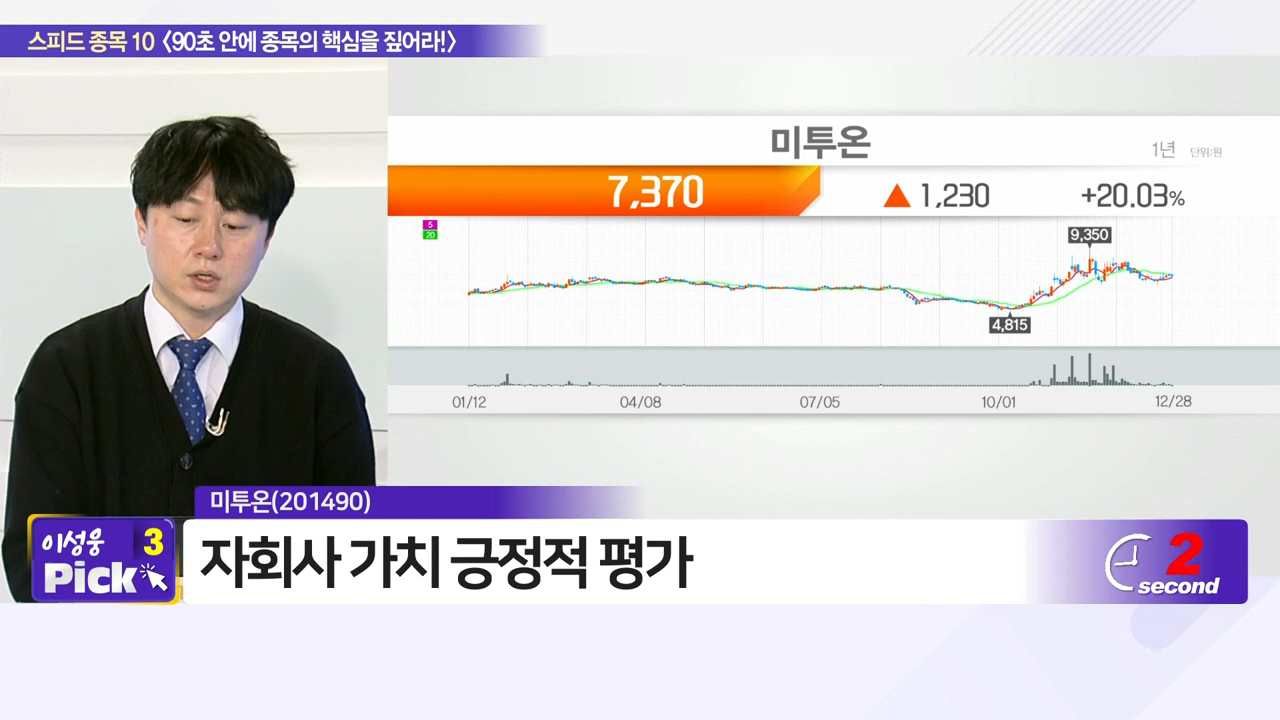 스피드 종목 10 〈90초 안에 종목의 핵심을 짚어라!〉
미투온
1년 단위:원
7,370
▲ 1,230
+20.03%
5
20
9,350
4,815
01/12
04/08
07/05
10/01
12/28
미투온(201490)
이성웅 3
Pick
자회사 가치 긍정적 평가
2
second